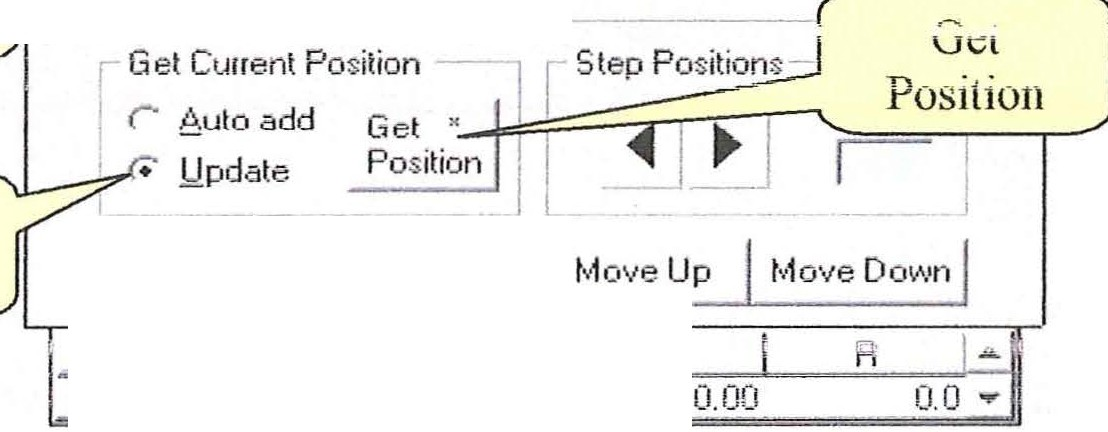 Get
Position
Get Current Position
Step Positions
Auto add
Get
Position
Update
Move Up
Move Down
R
0.00
0.0